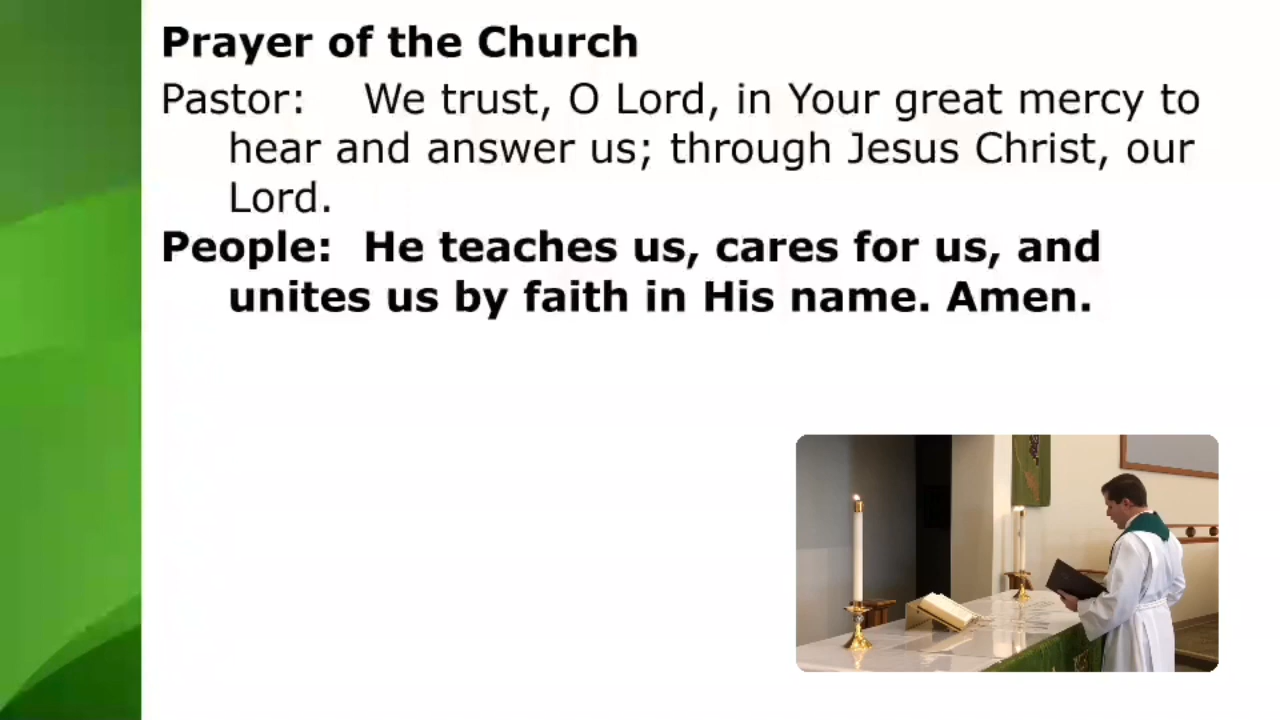 Prayer of the Church
Pastor: We trust, O Lord, in Your great mercy to
hear and answer us; through Jesus Christ, our
Lord.
People: He teaches us, cares for us, and
unites us by faith in His name. Amen.